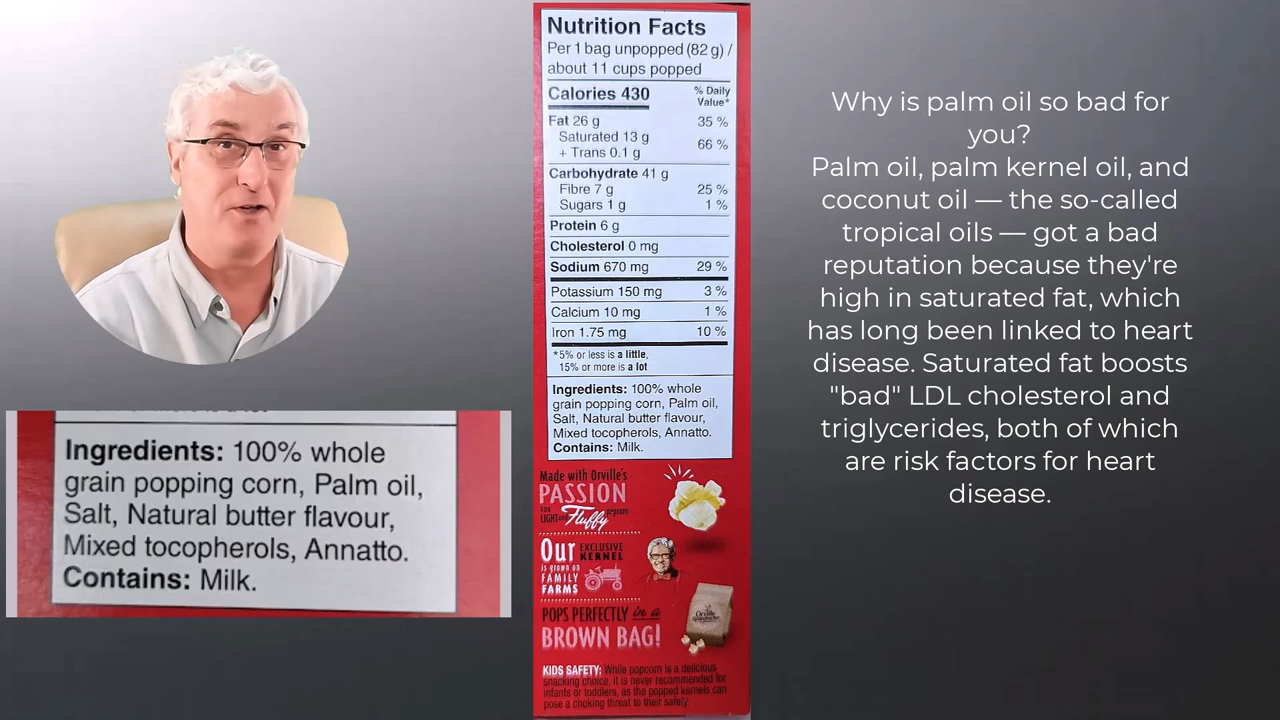 Nutrition Facts
Per 1 bag unpopped (82 g) /
about 11 cups popped
Calories 430
% Daily
Value*
Fat 26 g 35 %
Saturated 13 g
+ Trans 0.1 g
66 %
Carbohydrate 41 g
Fibre 7 g 25 %
Sugars 1 g 1 %
Protein 6 g
Cholesterol 0 mg
Sodium 670 mg 29 %
Potassium 150 mg 3 %
Calcium 10 mg 1 %
Iron 1.75 mg 10 %
*5% or less is a little,
15% or more is a lot
Ingredients: 100% whole
grain popping corn, Palm oil,
Salt, Natural butter flavour,
Mixed tocopherols, Annatto.
Contains: Milk.
Made with Orville's
PASSION
FOR
LIGHT and Fluffy popcorn
Our EXCLUSIVE
KERNEL
is grown on
FAMILY
FARMS
POPS PERFECTLY in a
BROWN BAG!
KIDS SAFETY: While popcorn is a delicious
snacking choice, it is never recommended for
infants or toddlers, as the popped kernels can
pose a choking threat to their safety.
Ingredients: 100% whole
grain popping corn, Palm oil,
Salt, Natural butter flavour,
Mixed tocopherols, Annatto.
Contains: Milk.
Why is palm oil so bad for
you?
Palm oil, palm kernel oil, and
coconut oil — the so-called
tropical oils — got a bad
reputation because they're
high in saturated fat, which
has long been linked to heart
disease. Saturated fat boosts
"bad" LDL cholesterol and
triglycerides, both of which
are risk factors for heart
disease.